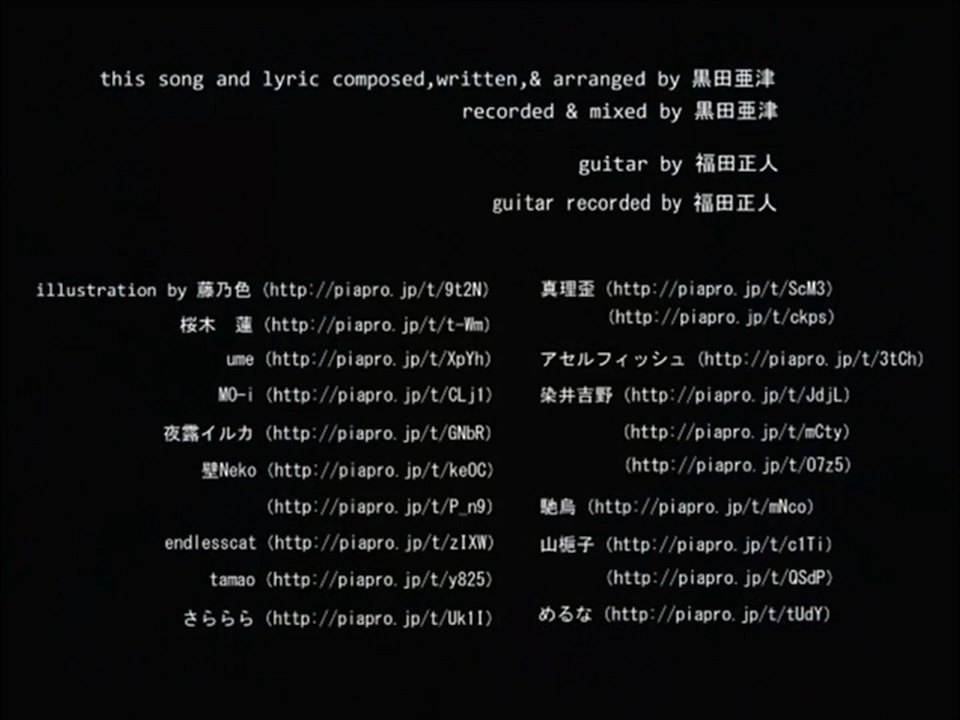 this song and lyric composed,written,& arranged by 黒田亜津
recorded & mixed by 黒田亜津
guitar by 福田正人
guitar recorded by 福田正人
illustration by 藤乃色 (http://piapro.jp/t/9t2N)
桜木　蓮 (http://piapro.jp/t/t-Wm)
ume (http://piapro.jp/t/XpYh)
MO-i (http://piapro.jp/t/CLj1)
夜露イルカ (http://piapro.jp/t/GNbR)
壁Neko (http://piapro.jp/t/keOC)
(http://piapro.jp/t/P_n9)
endlesscat (http://piapro.jp/t/zIXW)
tamao (http://piapro.jp/t/y825)
さららら (http://piapro.jp/t/Uk1I)
真理歪 (http://piapro.jp/t/ScM3)
(http://piapro.jp/t/ckps)
アセルフィッシュ (http://piapro.jp/t/3tCh)
染井吉野 (http://piapro.jp/t/JdjL)
(http://piapro.jp/t/mCty)
(http://piapro.jp/t/O7z5)
馳鳥 (http://piapro.jp/t/mNco)
山梔子 (http://piapro.jp/t/c1Ti)
(http://piapro.jp/t/QSdP)
めるな (http://piapro.jp/t/tUdY)